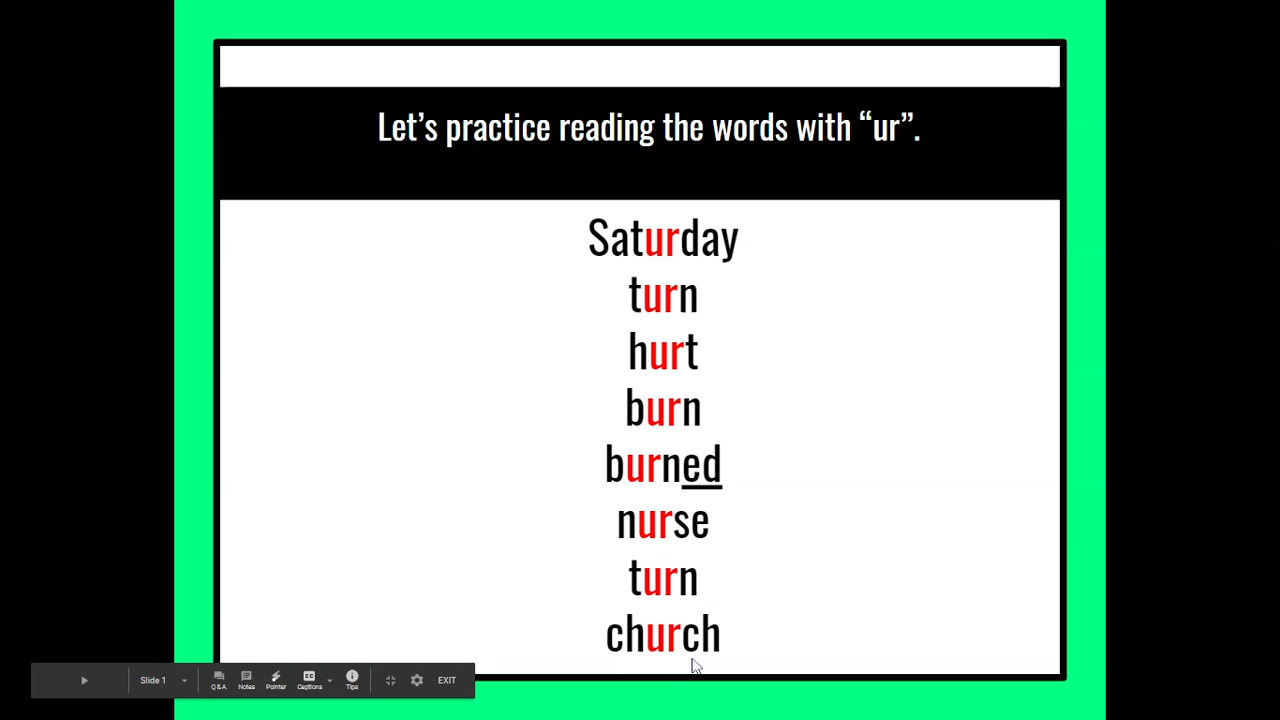 Let's practice reading the words with “ur”.
Saturday
turn
hurt
burn
burned
nurse
turn
church
Slide 1 Q&A Notes Pointer Captions Tips EXIT